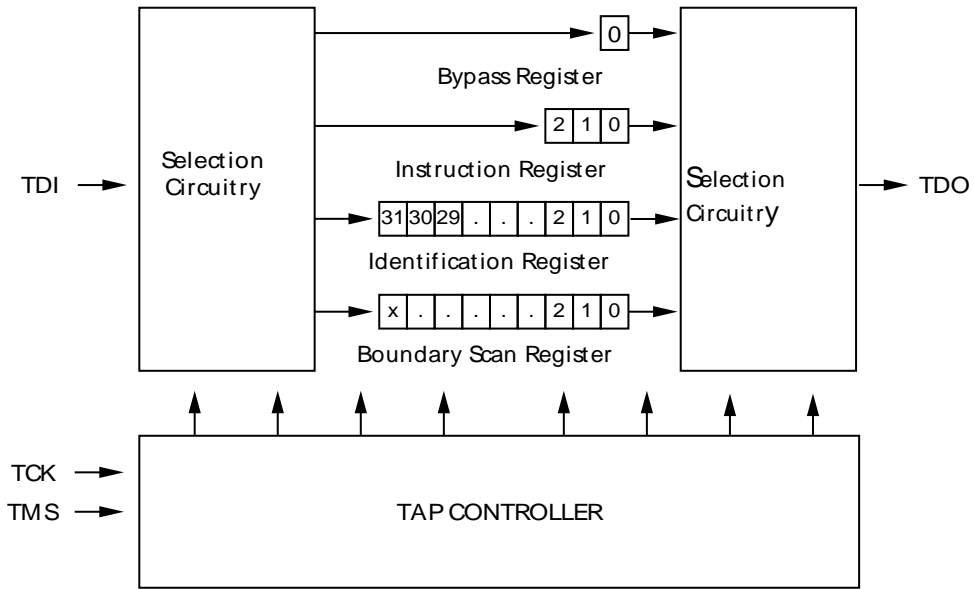 0
Bypass Register
2 1 0
Instruction Register
TDI
Selection
Circuitry
Selection
Circuitry
TDO
31 30 29 . . . 2 1 0
Identification Register
x . . . . . 2 1 0
Boundary Scan Register
TCK
TMS
TAP CONTROLLER